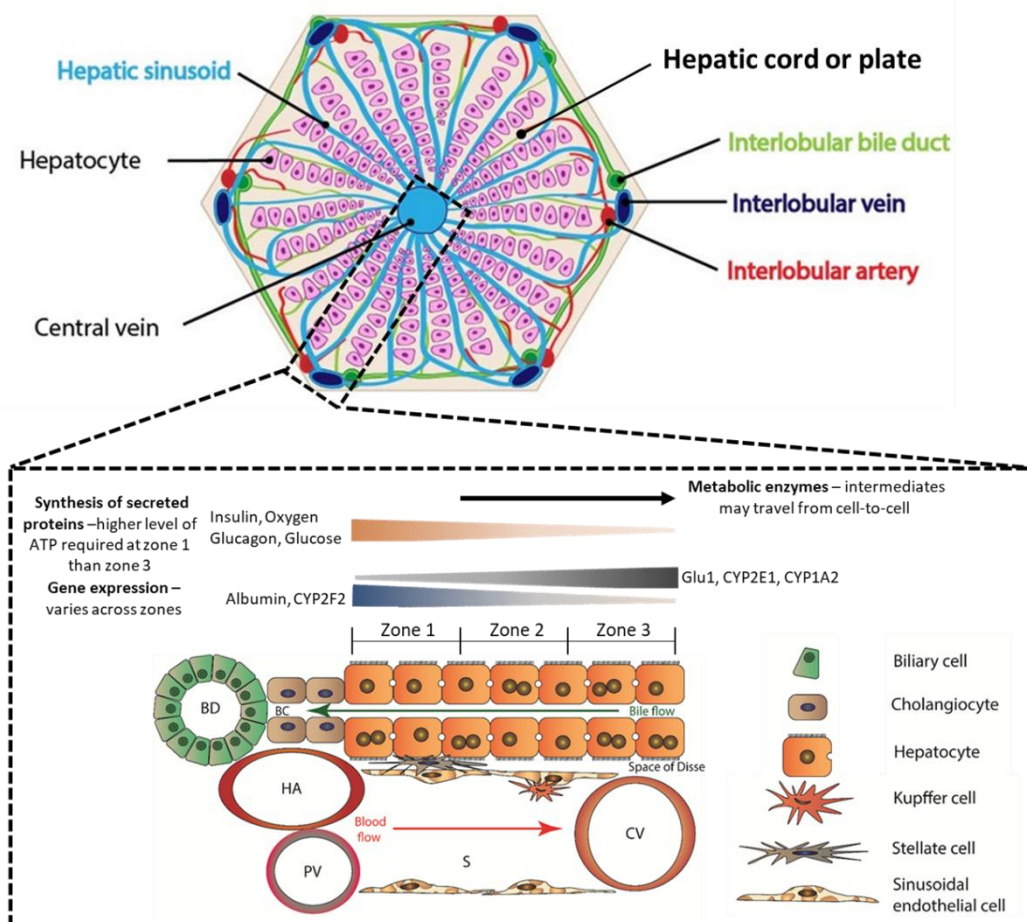 Hepatic sinusoid
Hepatic cord or plate
Hepatocyte
Interlobular bile duct
Interlobular vein
Interlobular artery
Central vein
Synthesis of secreted
proteins –higher level of
ATP required at zone 1
than zone 3
Gene expression –
varies across zones
Insulin, Oxygen
Glucagon, Glucose
Metabolic enzymes – intermediates
may travel from cell-to-cell
Glu1, CYP2E1, CYP1A2
Albumin, CYP2F2
Zone 1
Zone 2
Zone 3
BD
BC
Bile flow
Space of Disse
HA
Blood
flow
CV
PV
S
Biliary cell
Cholangiocyte
Hepatocyte
Kupffer cell
Stellate cell
Sinusoidal
endothelial cell